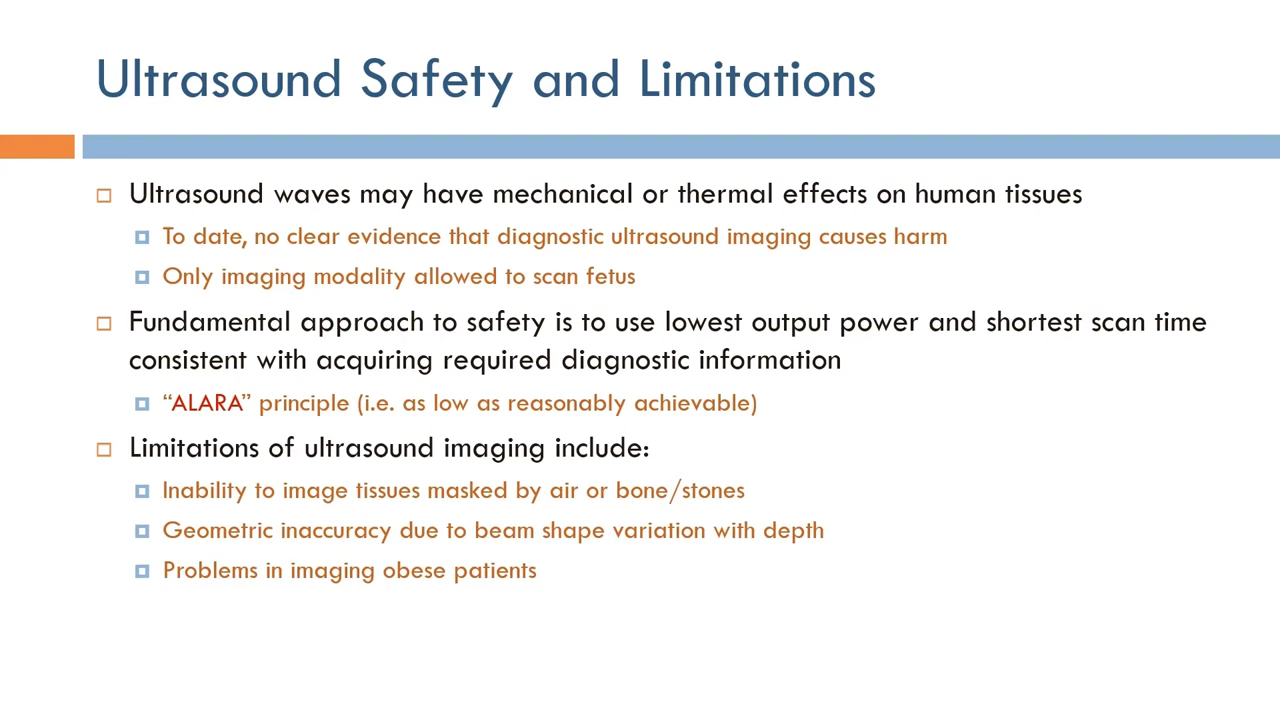 Ultrasound Safety and Limitations
Ultrasound waves may have mechanical or thermal effects on human tissues
To date, no clear evidence that diagnostic ultrasound imaging causes harm
Only imaging modality allowed to scan fetus
Fundamental approach to safety is to use lowest output power and shortest scan time
consistent with acquiring required diagnostic information
“ALARA” principle (i.e. as low as reasonably achievable)
Limitations of ultrasound imaging include:
Inability to image tissues masked by air or bone/stones
Geometric inaccuracy due to beam shape variation with depth
Problems in imaging obese patients